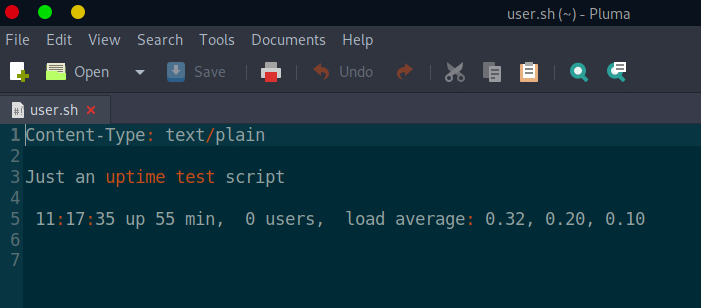 user.sh (~) - Pluma
File Edit View Search Tools Documents Help
Open Save Undo
user.sh
1 Content-Type: text/plain
2
3 Just an uptime test script
4
5 11:17:35 up 55 min,  0 users,  load average: 0.32, 0.20, 0.10
6
7